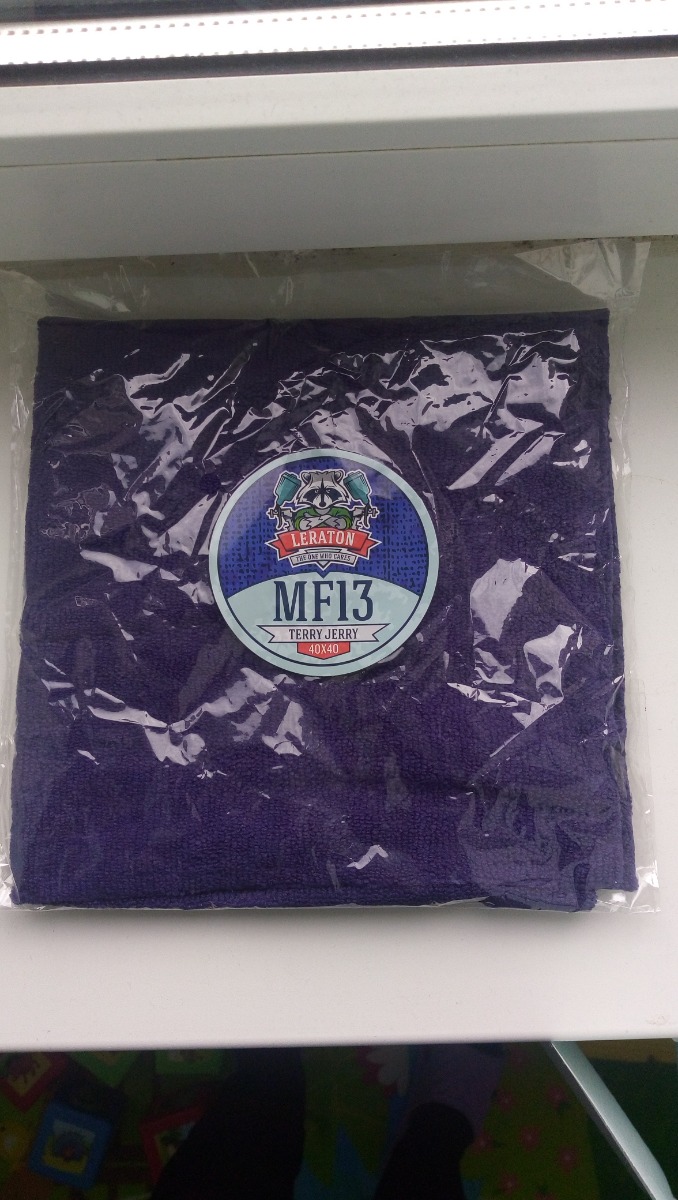 LERATON
THE ONE WHO CARES
MF13
TERRY JERRY
40X40